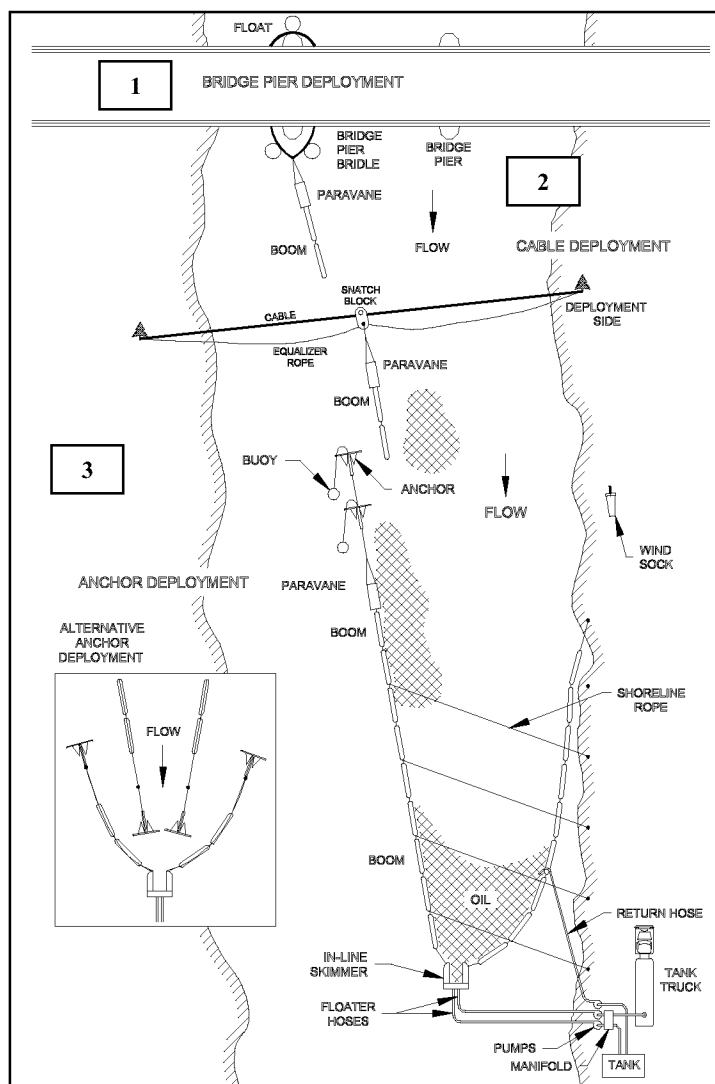 FLOAT
1
BRIDGE PIER DEPLOYMENT
BRIDGE
PIER
BRIDLE
BRIDGE
PIER
2
PARAVANE
BOOM
FLOW
CABLE DEPLOYMENT
SNATCH
BLOCK
CABLE
DEPLOYMENT
SIDE
EQUALIZER
ROPE
PARAVANE
BOOM
3
BUOY
ANCHOR
FLOW
WIND
SOCK
ANCHOR DEPLOYMENT
PARAVANE
BOOM
ALTERNATIVE
ANCHOR
DEPLOYMENT
FLOW
SHORELINE
ROPE
BOOM
OIL
RETURN HOSE
IN-LINE
SKIMMER
TANK
TRUCK
FLOATER
HOSES
PUMPS
MANIFOLD
TANK